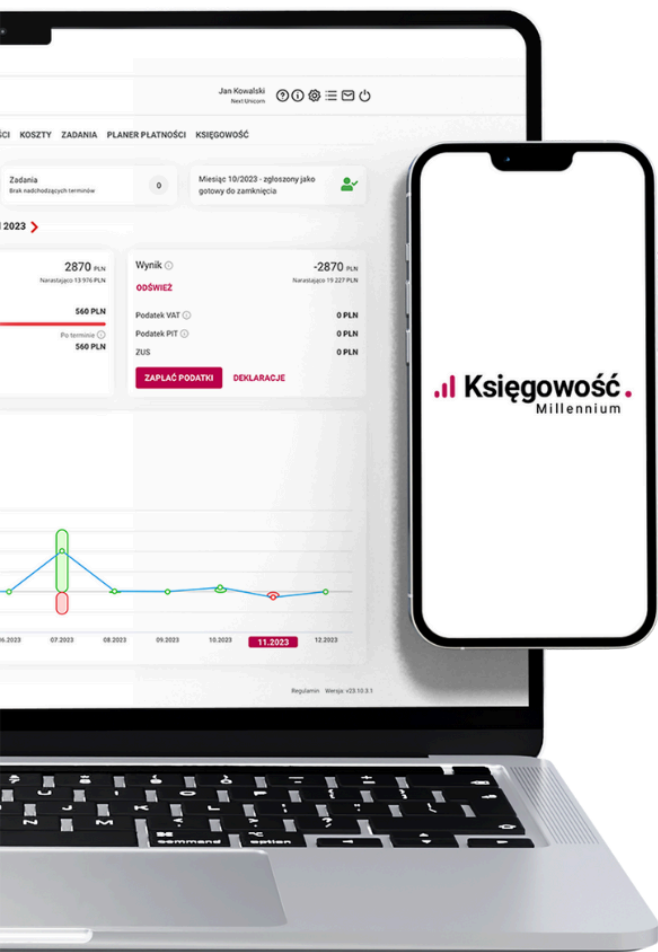 Jan Kowalski
Next Unicorn
KOSZTY ZADANIA PLANER PŁATNOŚCI KSIĘGOWOŚĆ
Zadania
Brak nadchodzących terminów
0
Miesiąc 10/2023 - zgłoszony jako
gotowy do zamknięcia
2023
2870 PLN
Narastająco 13 976 PLN
560 PLN
Po terminie
560 PLN
Wynik
-2870 PLN
ODŚWIEŻ
Narastająco 19 227 PLN
Podatek VAT
0 PLN
Podatek PIT
0 PLN
ZUS
0 PLN
ZAPŁAĆ PODATKI DEKLARACJE
07.2023 08.2023 09.2023 10.2023 11.2023 12.2023
Regulamin Wersja: v23.10.3.1
Księgowość.
Millennium
command option